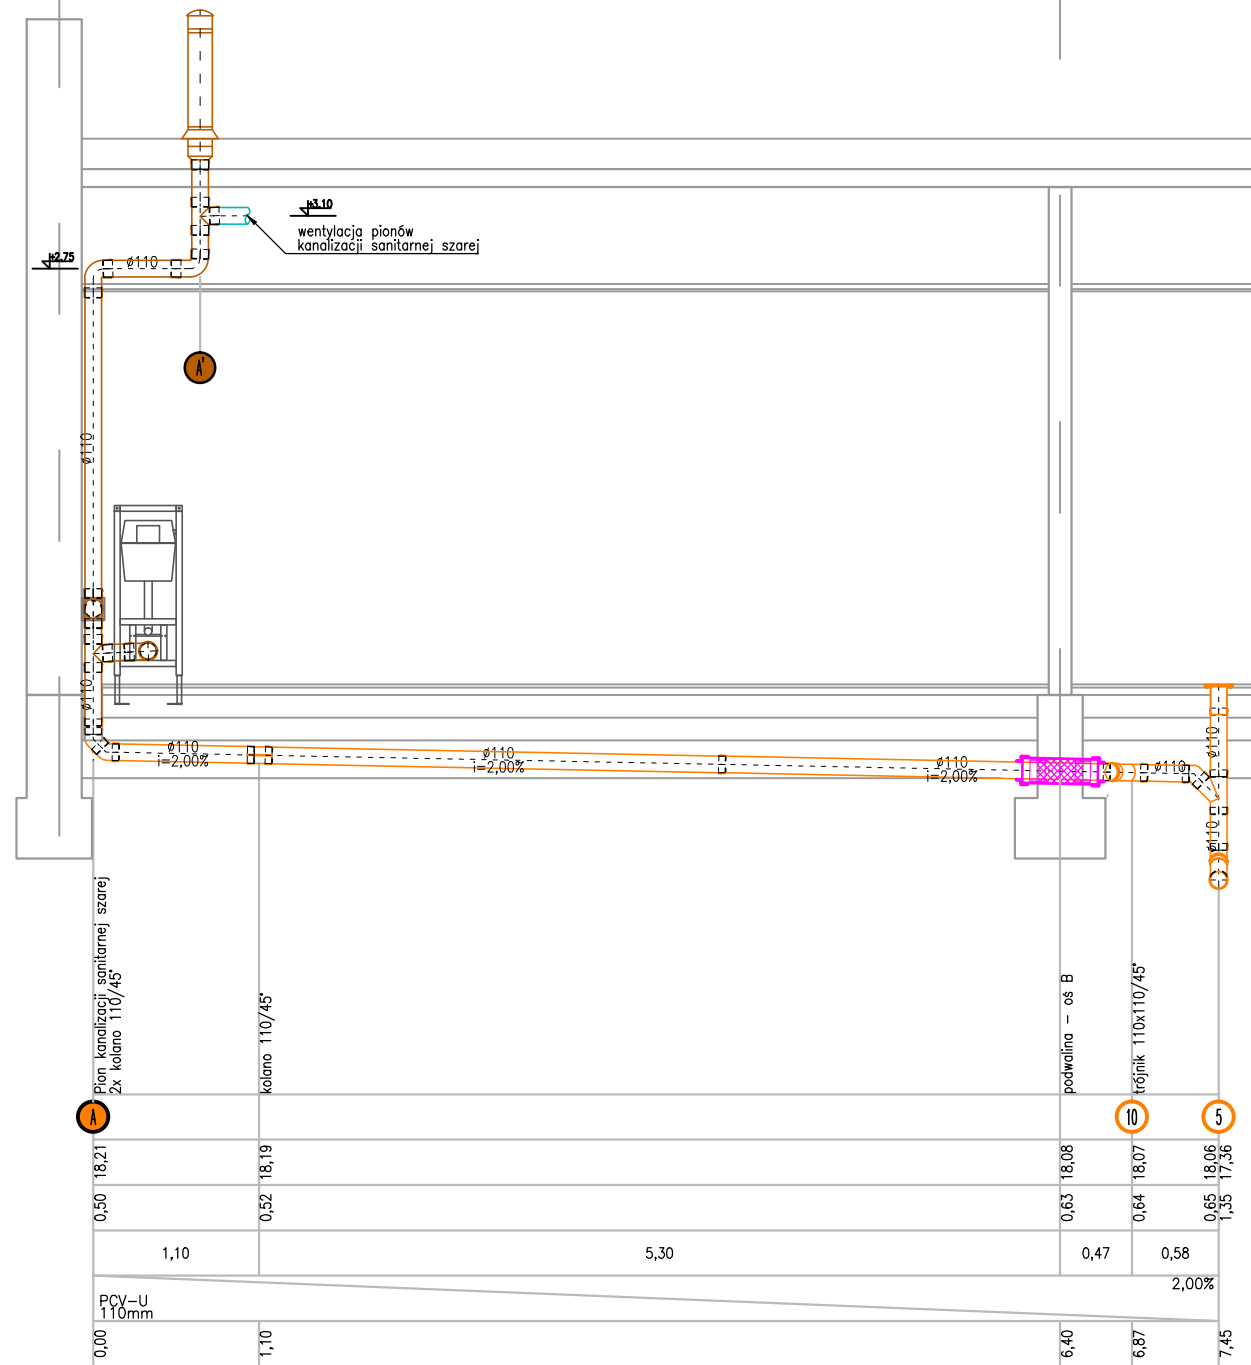 +3.10
wentylacja pionów
kanalizacji sanitarnej szarej
+2.75
ø110
A'
ø110
ø110
ø110
i=2,00%
ø110
i=2,00%
ø110
i=2,00%
ø110
ø110
ø110
Pion kanalizacji sanitarnej szarej
2x kolano 110/45°
kolano 110/45°
podwalina – oś B
trójnik 110x110/45°
A
10
5
18,21
18,19
18,08
18,07
18,06
17,36
0,50
0,52
0,63
0,64
0,65
1,35
1,10
5,30
0,47
0,58
2,00%
PCV–U
110mm
0,00
1,10
6,40
6,87
7,45